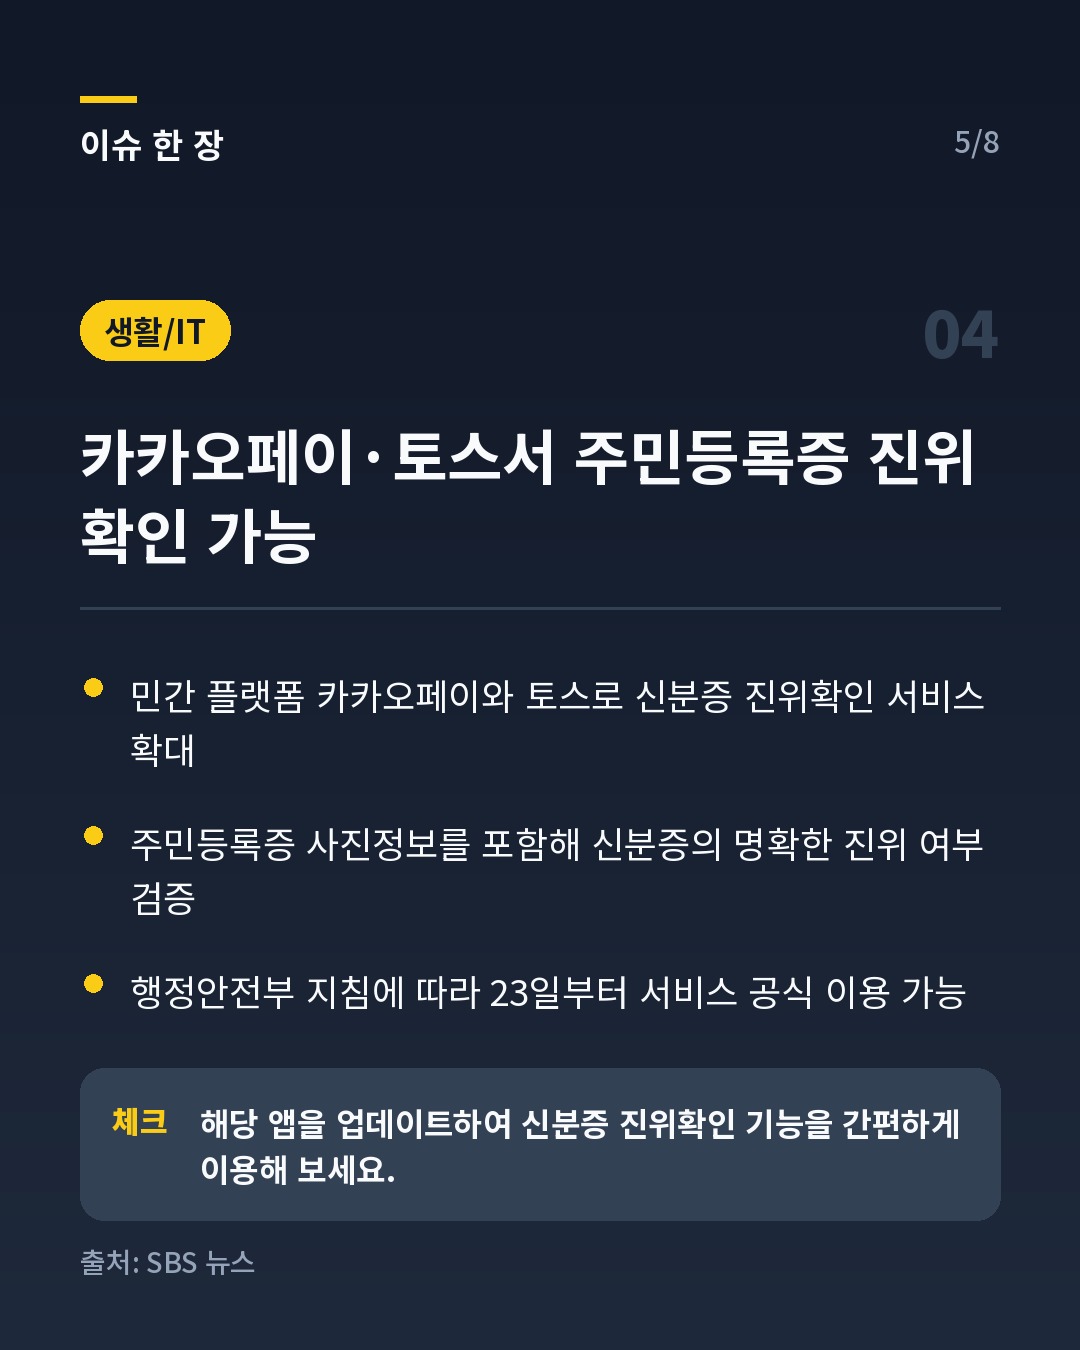 이슈 한 장
5/8
생활/IT
04
카카오페이·토스서 주민등록증 진위
확인 가능
민간 플랫폼 카카오페이와 토스로 신분증 진위확인 서비스
확대
주민등록증 사진정보를 포함해 신분증의 명확한 진위 여부
검증
행정안전부 지침에 따라 23일부터 서비스 공식 이용 가능
체크 해당 앱을 업데이트하여 신분증 진위확인 기능을 간편하게
이용해 보세요.
출처: SBS 뉴스